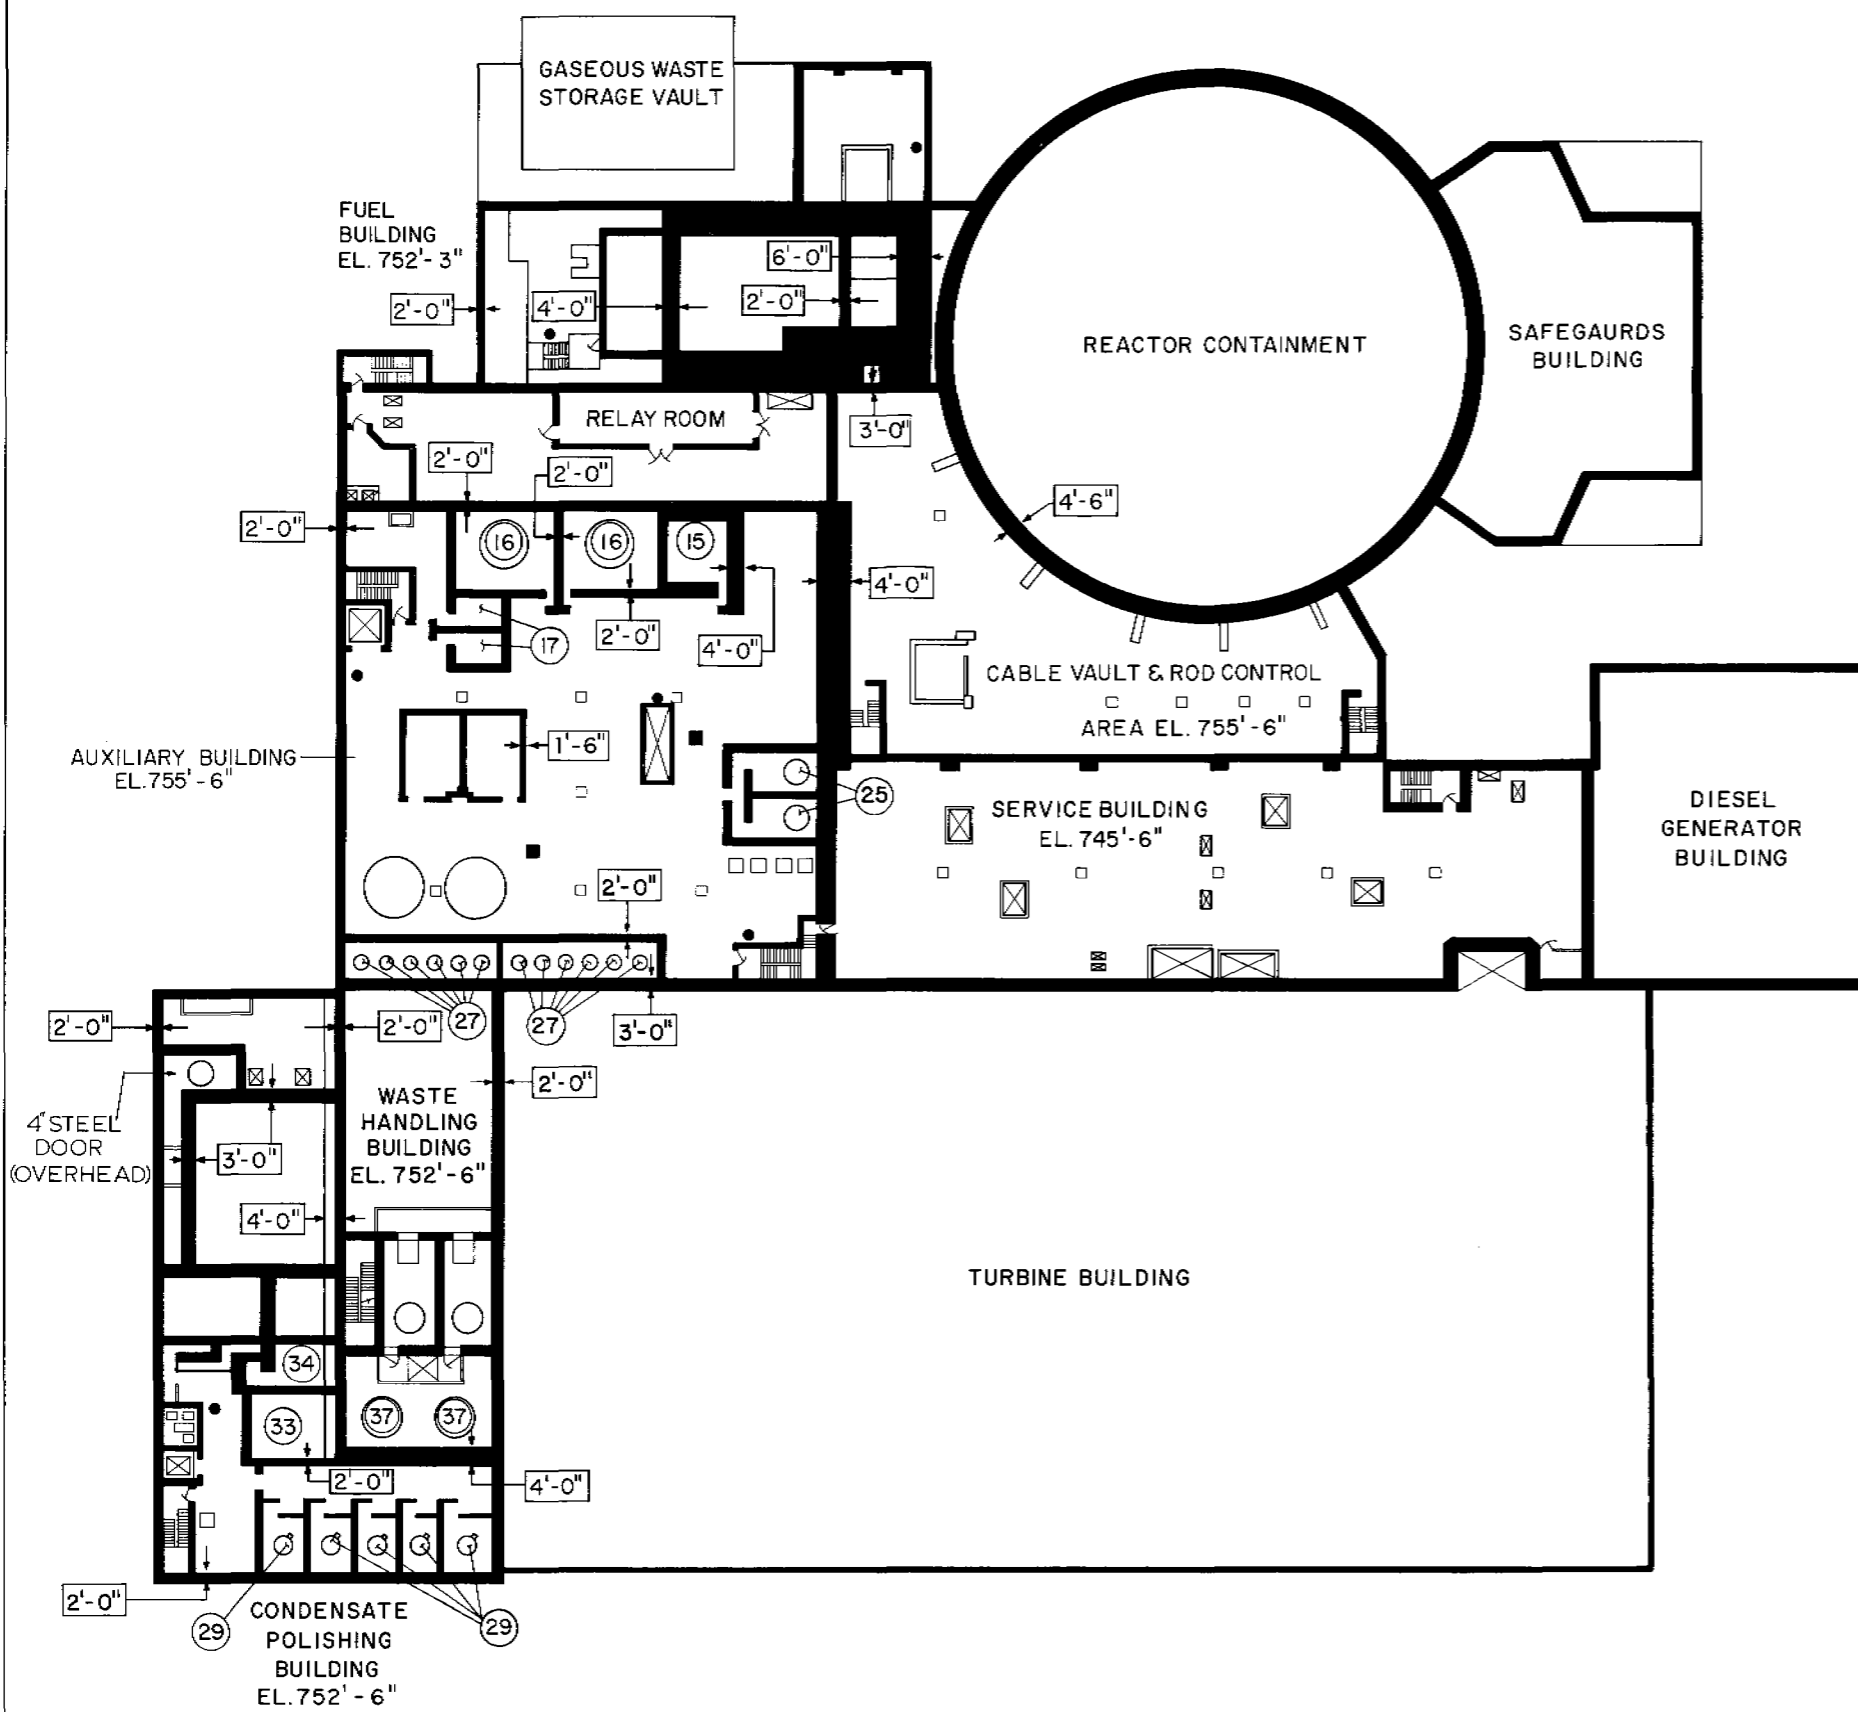 GASEOUS WASTE
STORAGE VAULT
FUEL
BUILDING
EL. 752'-3"
6'-0"
2'-0"
4'-0"
2'-0"
REACTOR CONTAINMENT
SAFEGAURDS
BUILDING
RELAY ROOM
3'-0"
2'-0"
2'-0"
4'-6"
2'-0"
16
16
15
4'-0"
2'-0"
17
4'-0"
CABLE VAULT & ROD CONTROL
AREA EL. 755'-6"
1'-6"
AUXILIARY BUILDING
EL.755'-6"
25
SERVICE BUILDING
EL. 745'-6"
DIESEL
GENERATOR
BUILDING
2'-0"
27
27
2'-0"
2'-0"
3'-0"
2'-0"
WASTE
HANDLING
BUILDING
EL. 752'-6"
4" STEEL
DOOR
(OVERHEAD)
3'-0"
4'-0"
TURBINE BUILDING
34
37
37
33
2'-0"
4'-0"
2'-0"
29
29
CONDENSATE
POLISHING
BUILDING
EL. 752'-6"